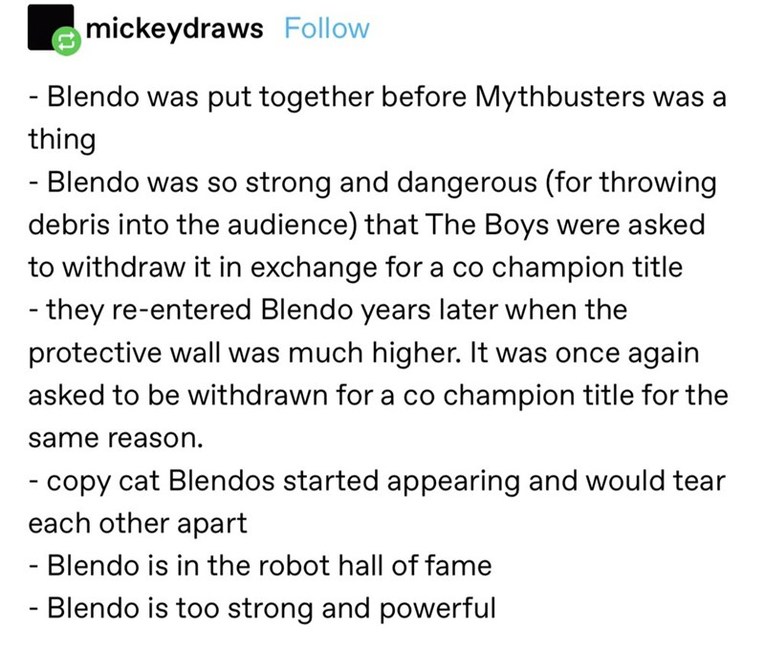 mickeydraws Follow
- Blendo was put together before Mythbusters was a
thing
- Blendo was so strong and dangerous (for throwing
debris into the audience) that The Boys were asked
to withdraw it in exchange for a co champion title
- they re-entered Blendo years later when the
protective wall was much higher. It was once again
asked to be withdrawn for a co champion title for the
same reason.
- copy cat Blendos started appearing and would tear
each other apart
- Blendo is in the robot hall of fame
- Blendo is too strong and powerful